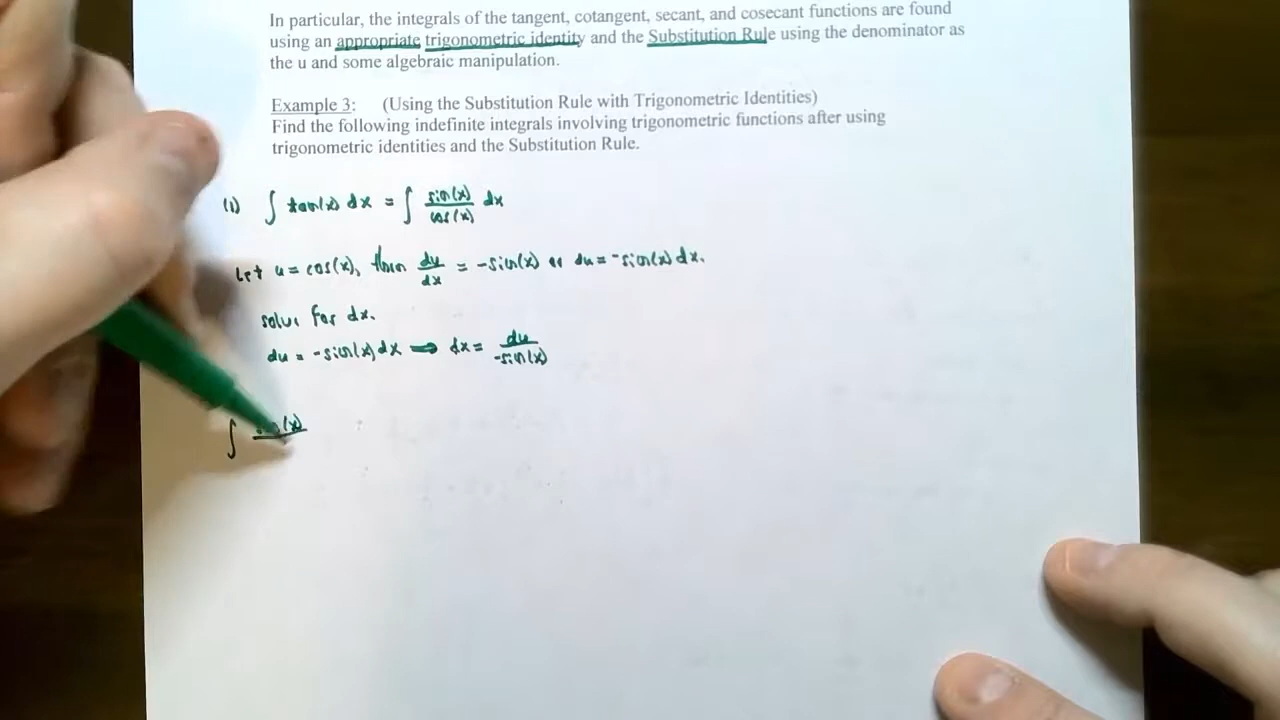 In particular, the integrals of the tangent, cotangent, secant, and cosecant functions are found
using an appropriate trigonometric identity and the Substitution Rule using the denominator as
the u and some algebraic manipulation.
Example 3: (Using the Substitution Rule with Trigonometric Identities)
Find the following indefinite integrals involving trigonometric functions after using
trigonometric identities and the Substitution Rule.
(1) ∫ tan(x) dx = ∫ sin(x)/cos(x) dx
Let u = cos(x), then du/dx = -sin(x) or du = -sin(x) dx.
solve for dx.
du = -sin(x) dx ⟹ dx = du/-sin(x)
∫ (x)